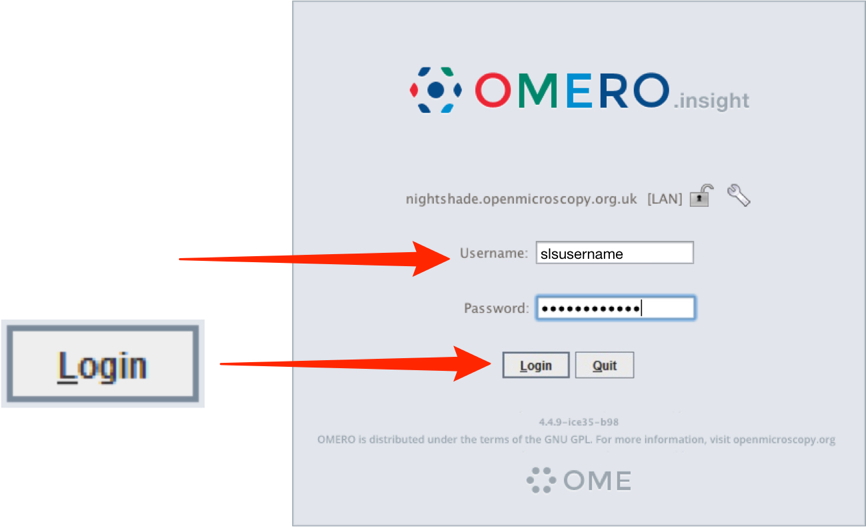 OMERO.insight
nightshade.openmicroscopy.org.uk [LAN]
Username: slsusername
Password: ••••••••••••
Login
Login Quit
4.4.9-ice35-b98
OMERO is distributed under the terms of the GNU GPL. For more information, visit openmicroscopy.org
OME